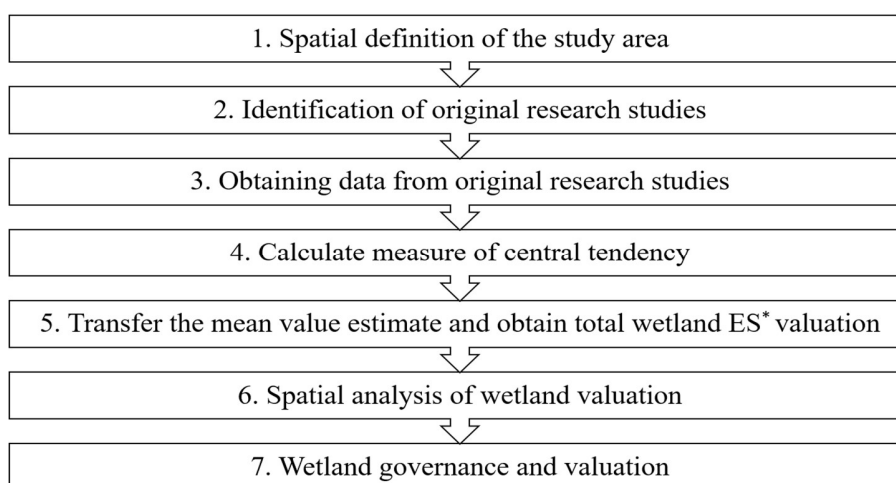 1. Spatial definition of the study area
2. Identification of original research studies
3. Obtaining data from original research studies
4. Calculate measure of central tendency
5. Transfer the mean value estimate and obtain total wetland ES* valuation
6. Spatial analysis of wetland valuation
7. Wetland governance and valuation